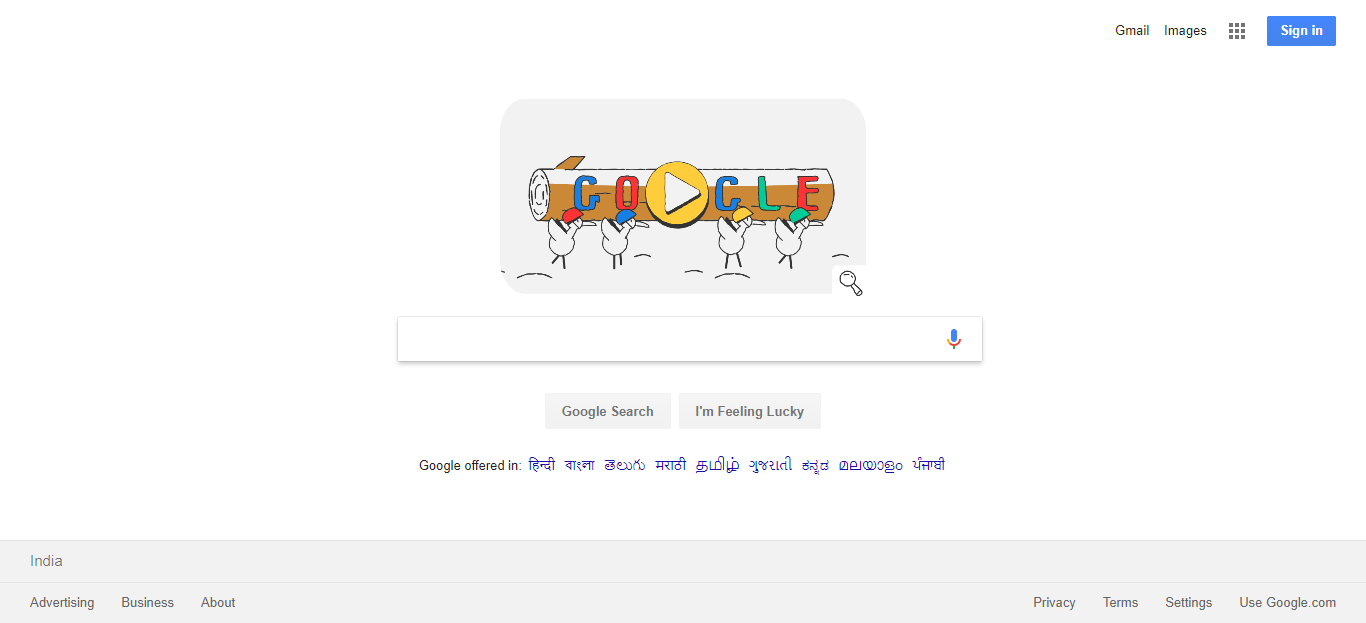 Gmail Images Sign in
GOGLE
Google Search I'm Feeling Lucky
Google offered in: हिन्दी বাংলা తెలుగు मराठी தமிழ் ગુજરાતી ಕನ್ನಡ മലയാളം ਪੰਜਾਬੀ
India
Advertising Business About Privacy Terms Settings Use Google.com